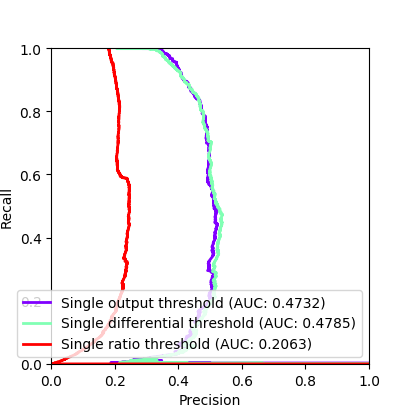 1.0
0.8
0.6
0.4
0.2
0.0
Recall
Single output threshold (AUC: 0.4732)
Single differential threshold (AUC: 0.4785)
Single ratio threshold (AUC: 0.2063)
0.0 0.2 0.4 0.6 0.8 1.0
Precision